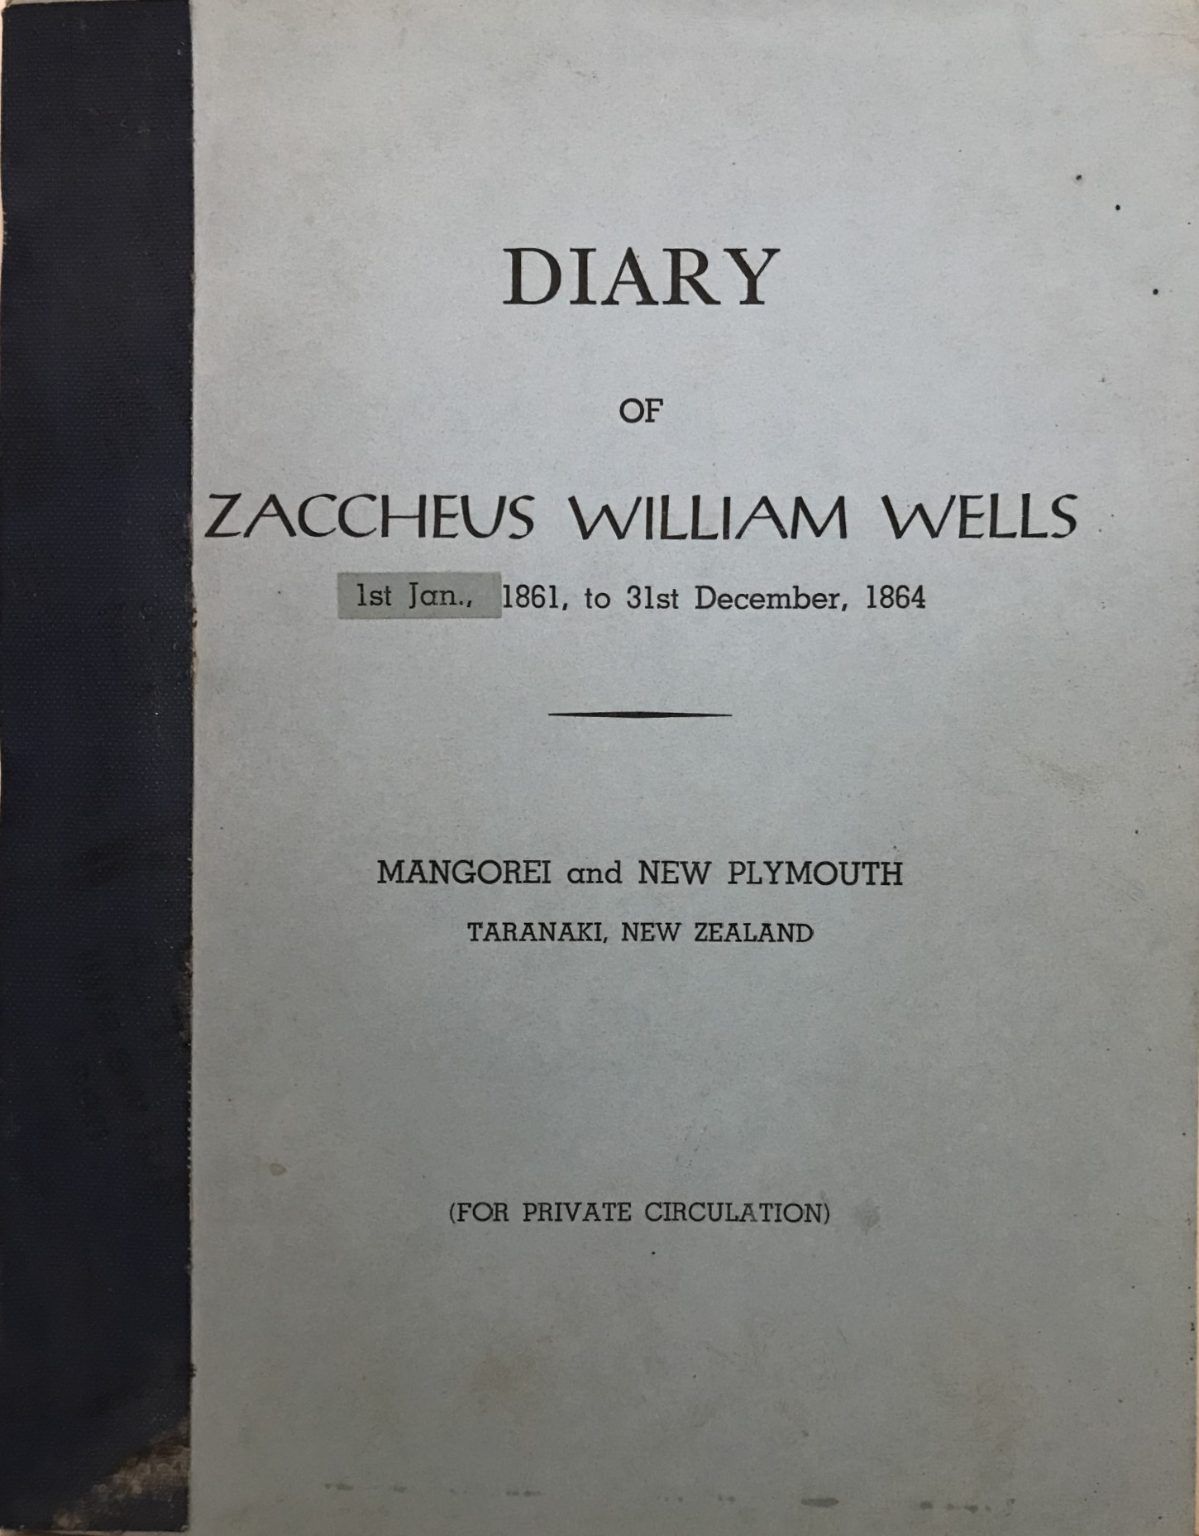 DIARY
OF
ZACCHEUS WILLIAM WELLS
1st Jan., 1861, to 31st December, 1864
MANGOREI and NEW PLYMOUTH
TARANAKI, NEW ZEALAND
(FOR PRIVATE CIRCULATION)